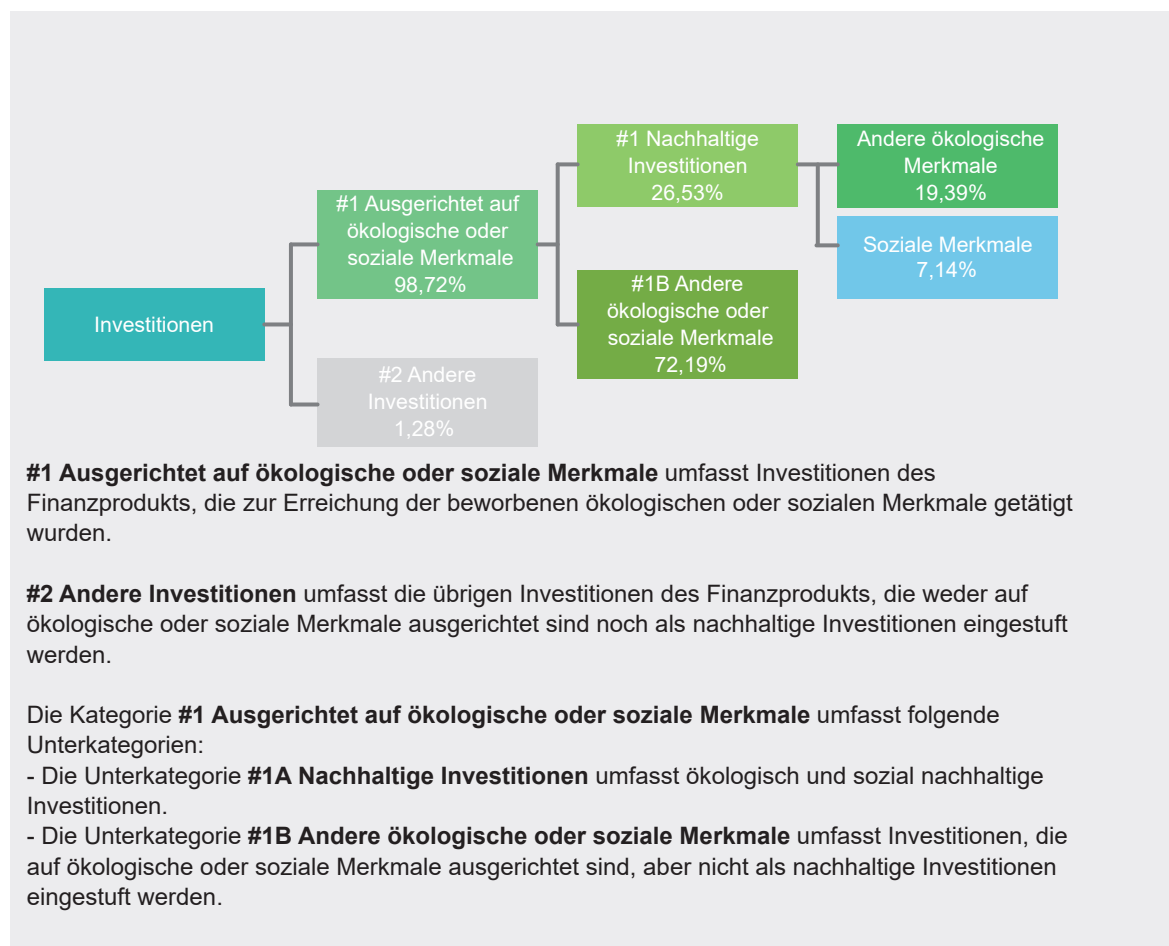 Investitionen
#1 Ausgerichtet auf
ökologische oder
soziale Merkmale
98,72%
#2 Andere
Investitionen
1,28%
#1 Nachhaltige
Investitionen
26,53%
#1B Andere
ökologische oder
soziale Merkmale
72,19%
Andere ökologische
Merkmale
19,39%
Soziale Merkmale
7,14%
#1 Ausgerichtet auf ökologische oder soziale Merkmale umfasst Investitionen des
Finanzprodukts, die zur Erreichung der beworbenen ökologischen oder sozialen Merkmale getätigt
wurden.
#2 Andere Investitionen umfasst die übrigen Investitionen des Finanzprodukts, die weder auf
ökologische oder soziale Merkmale ausgerichtet sind noch als nachhaltige Investitionen eingestuft
werden.
Die Kategorie #1 Ausgerichtet auf ökologische oder soziale Merkmale umfasst folgende
Unterkategorien:
- Die Unterkategorie #1A Nachhaltige Investitionen umfasst ökologisch und sozial nachhaltige
Investitionen.
- Die Unterkategorie #1B Andere ökologische oder soziale Merkmale umfasst Investitionen, die
auf ökologische oder soziale Merkmale ausgerichtet sind, aber nicht als nachhaltige Investitionen
eingestuft werden.